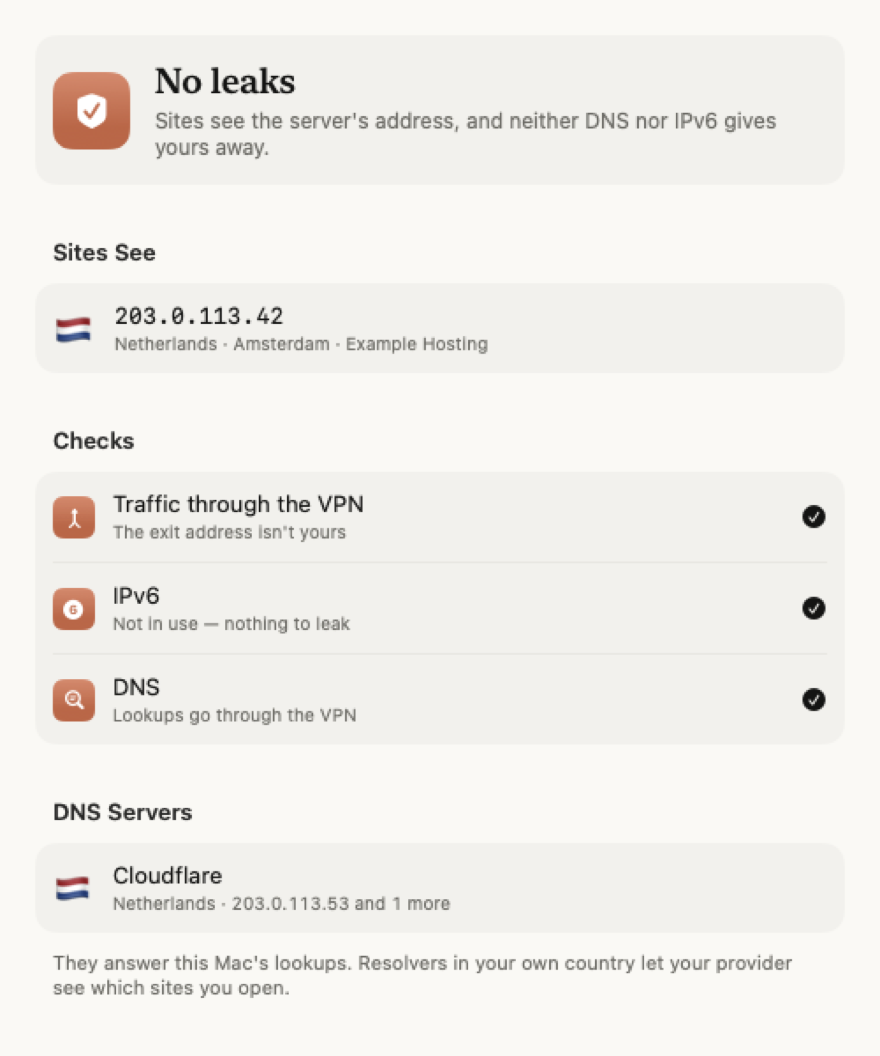 No leaks
Sites see the server's address, and neither DNS nor IPv6 gives
yours away.
Sites See
203.0.113.42
Netherlands · Amsterdam · Example Hosting
Checks
Traffic through the VPN
The exit address isn't yours
6
IPv6
Not in use — nothing to leak
DNS
Lookups go through the VPN
DNS Servers
Cloudflare
Netherlands · 203.0.113.53 and 1 more
They answer this Mac's lookups. Resolvers in your own country let your provider
see which sites you open.